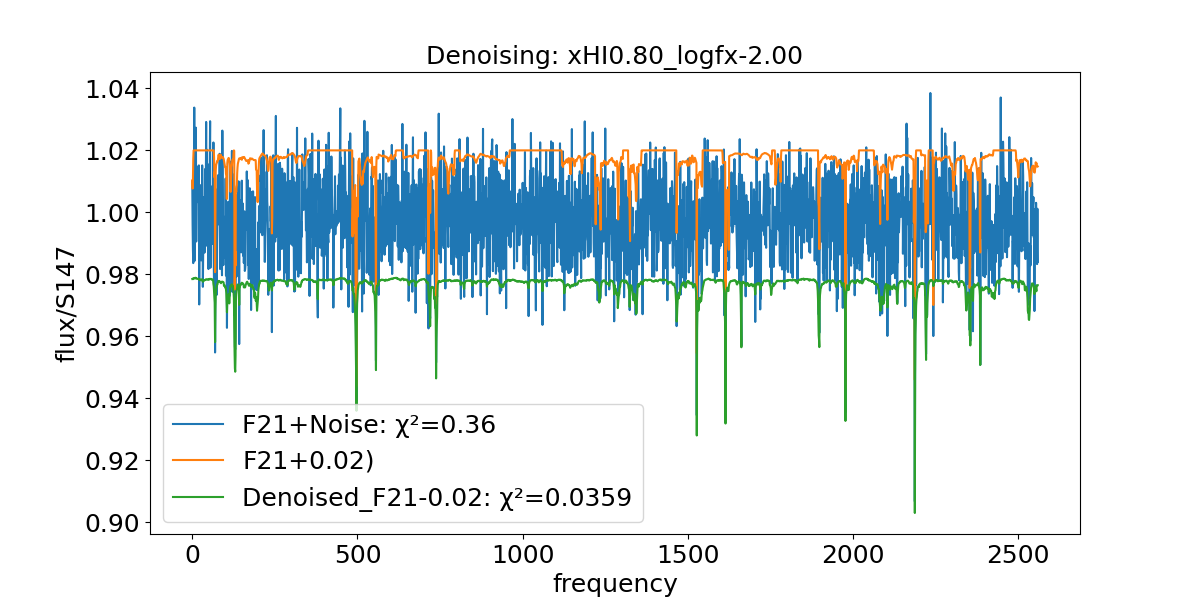 Denoising: xHI0.80_logfx-2.00
flux/S147
1.04
1.02
1.00
0.98
0.96
0.94
0.92
0.90
F21+Noise: χ²=0.36
F21+0.02)
Denoised_F21-0.02: χ²=0.0359
0
500
1000
1500
2000
2500
frequency